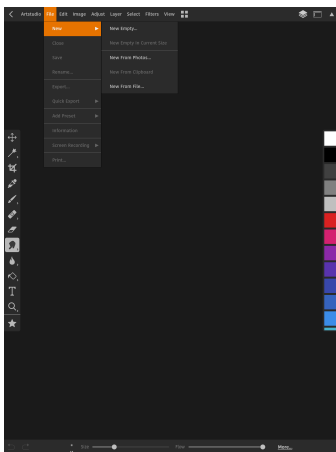 Artstudio File Edit Image Adjust Layer Select Filters View
New
New Empty...
Close
New Empty in Current Size
Save
New From Photos...
Rename...
New From Clipboard
Export...
New From File...
Quick Export
Add Preset
Information
Screen Recording
Print...
T
Size
Flow
More...